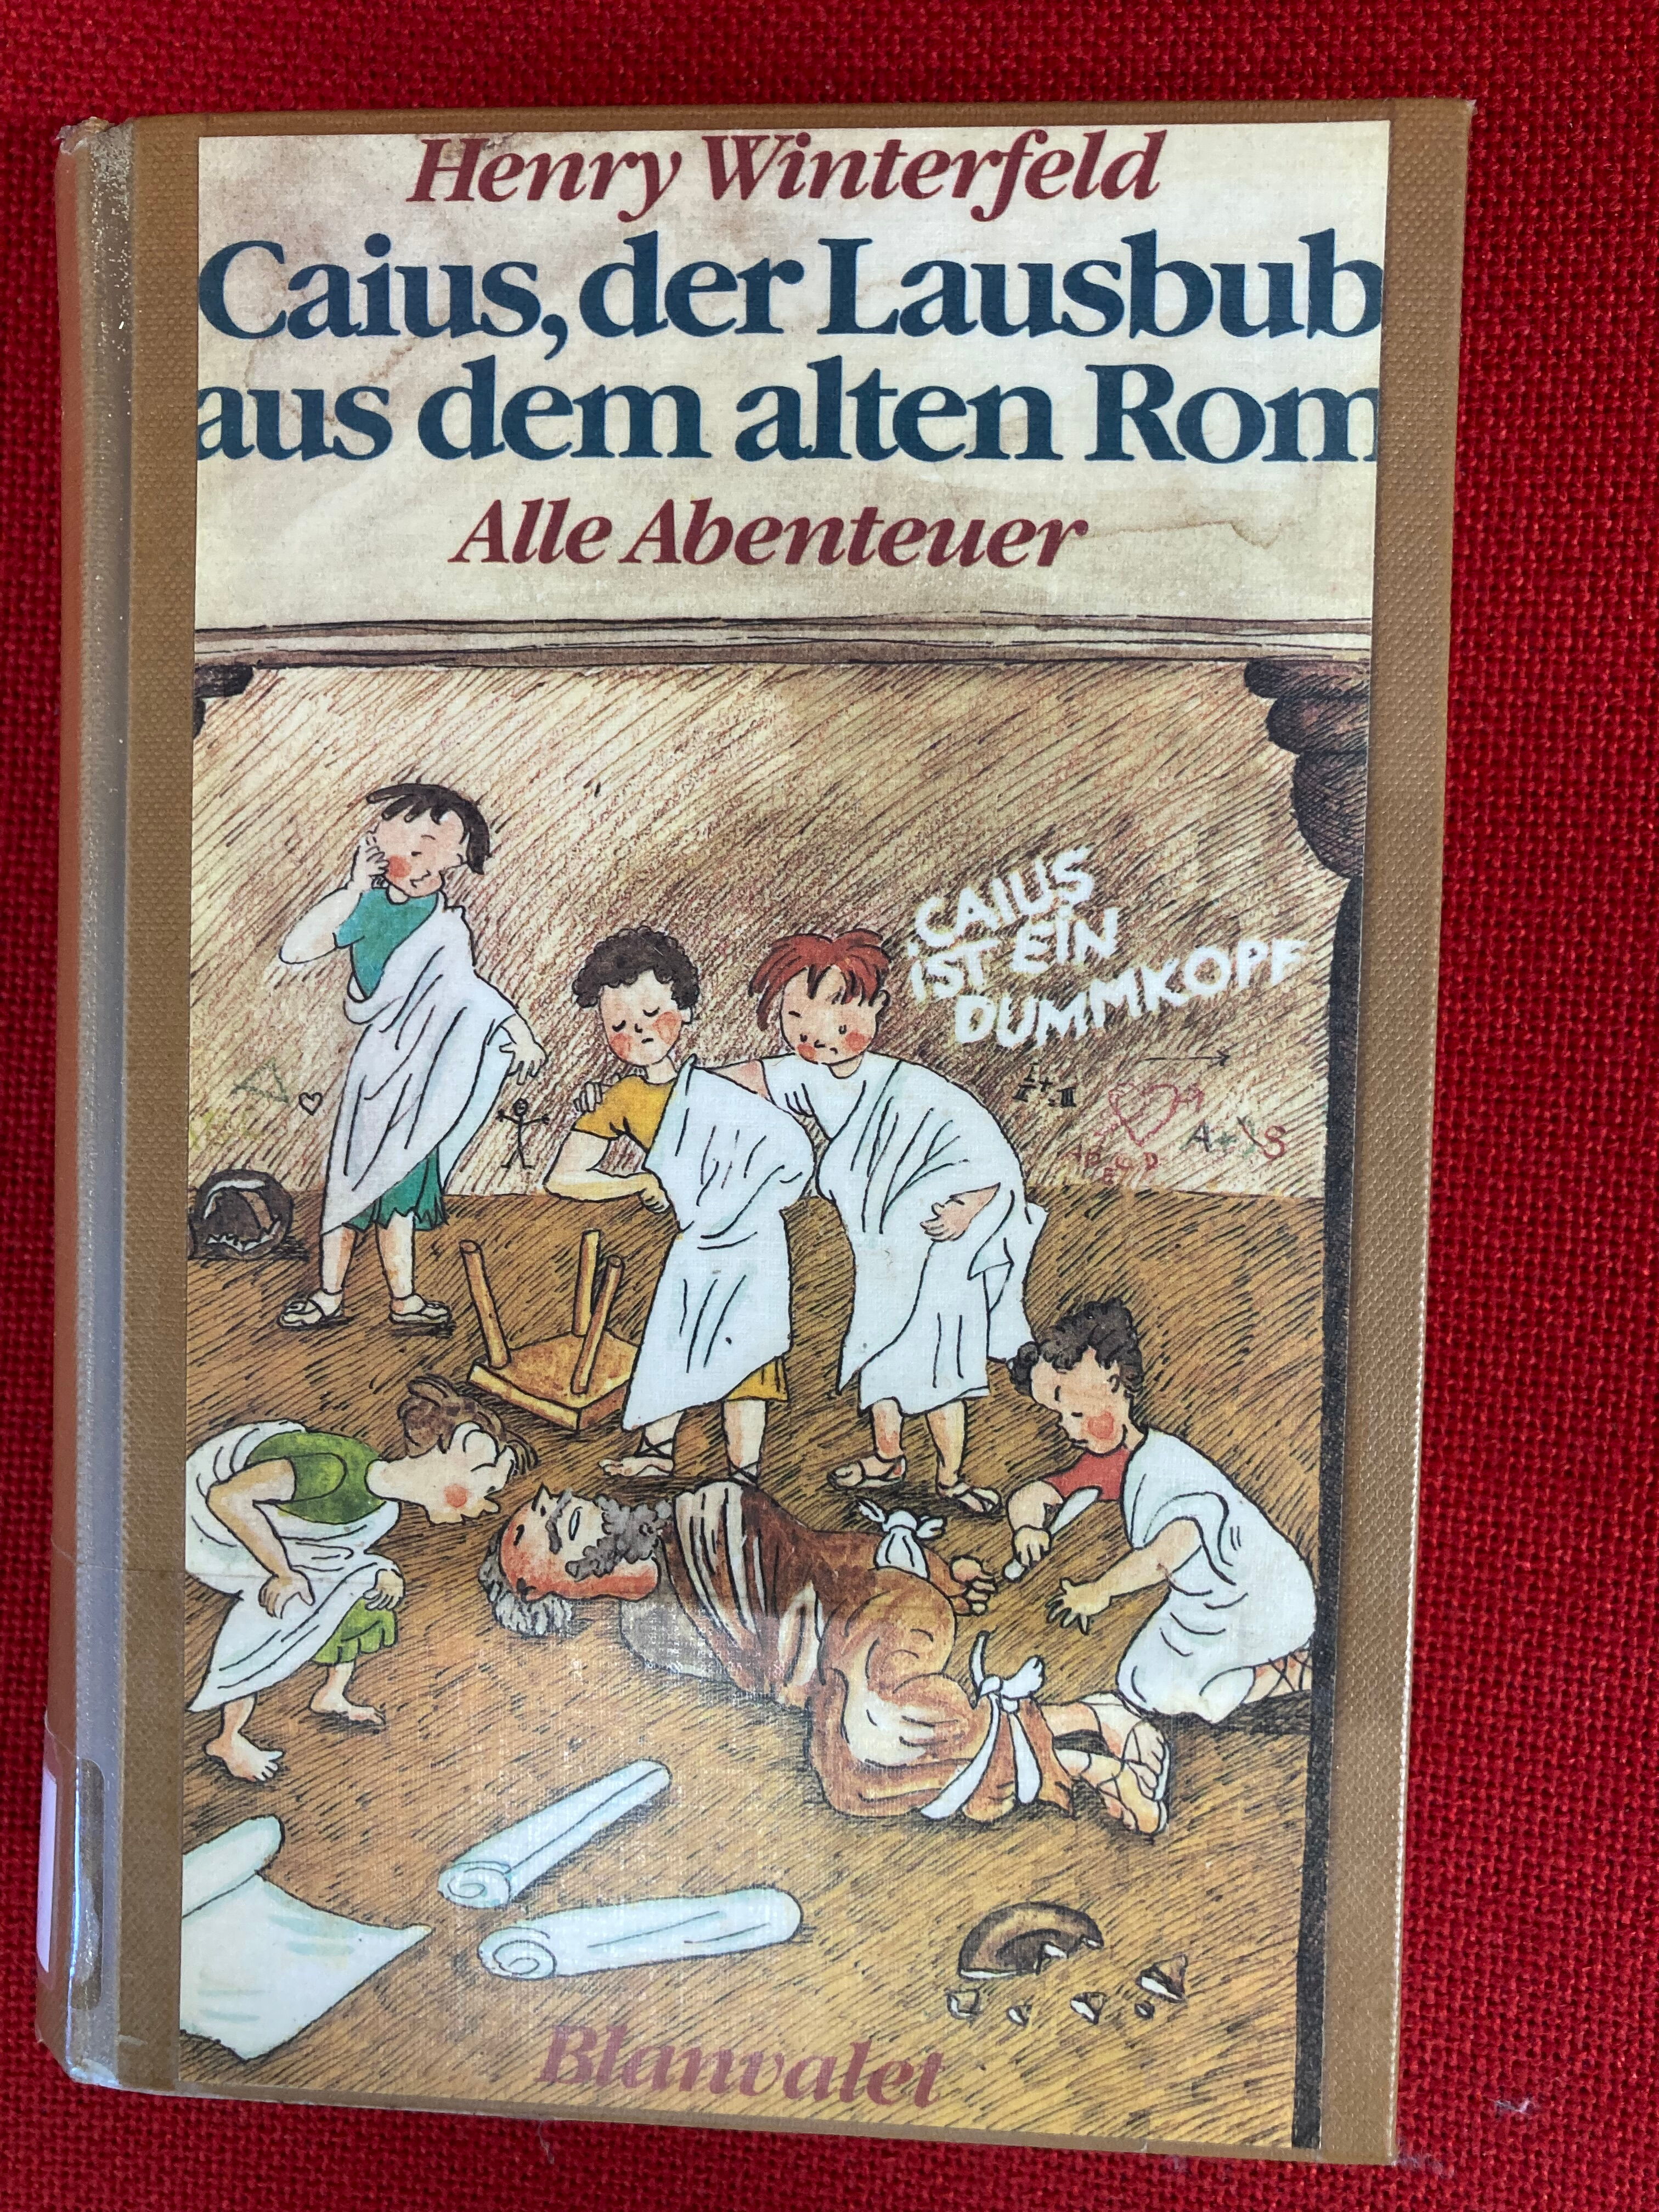 Henry Winterfeld
Caius, der Lausbub
aus dem alten Rom
Alle Abenteuer
CAIUS
IST EIN
DUMMKOPF
Blanvalet